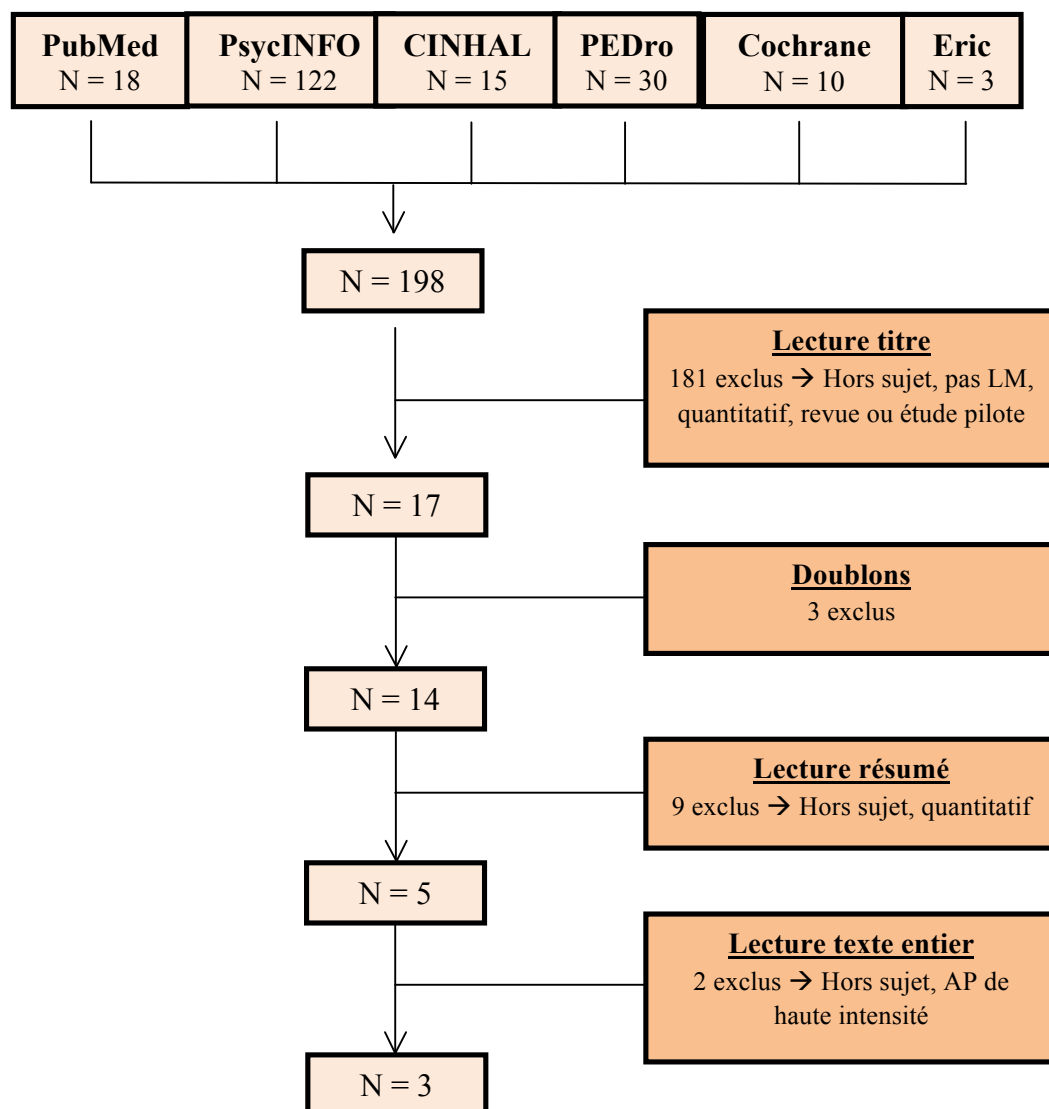 PubMed
N = 18
PsycINFO
N = 122
CINHAL
N = 15
PEDro
N = 30
Cochrane
N = 10
Eric
N = 3
N = 198
Lecture titre
181 exclus → Hors sujet, pas LM,
quantitatif, revue ou étude pilote
N = 17
Doublons
3 exclus
N = 14
Lecture résumé
9 exclus → Hors sujet, quantitatif
N = 5
Lecture texte entier
2 exclus → Hors sujet, AP de
haute intensité
N = 3